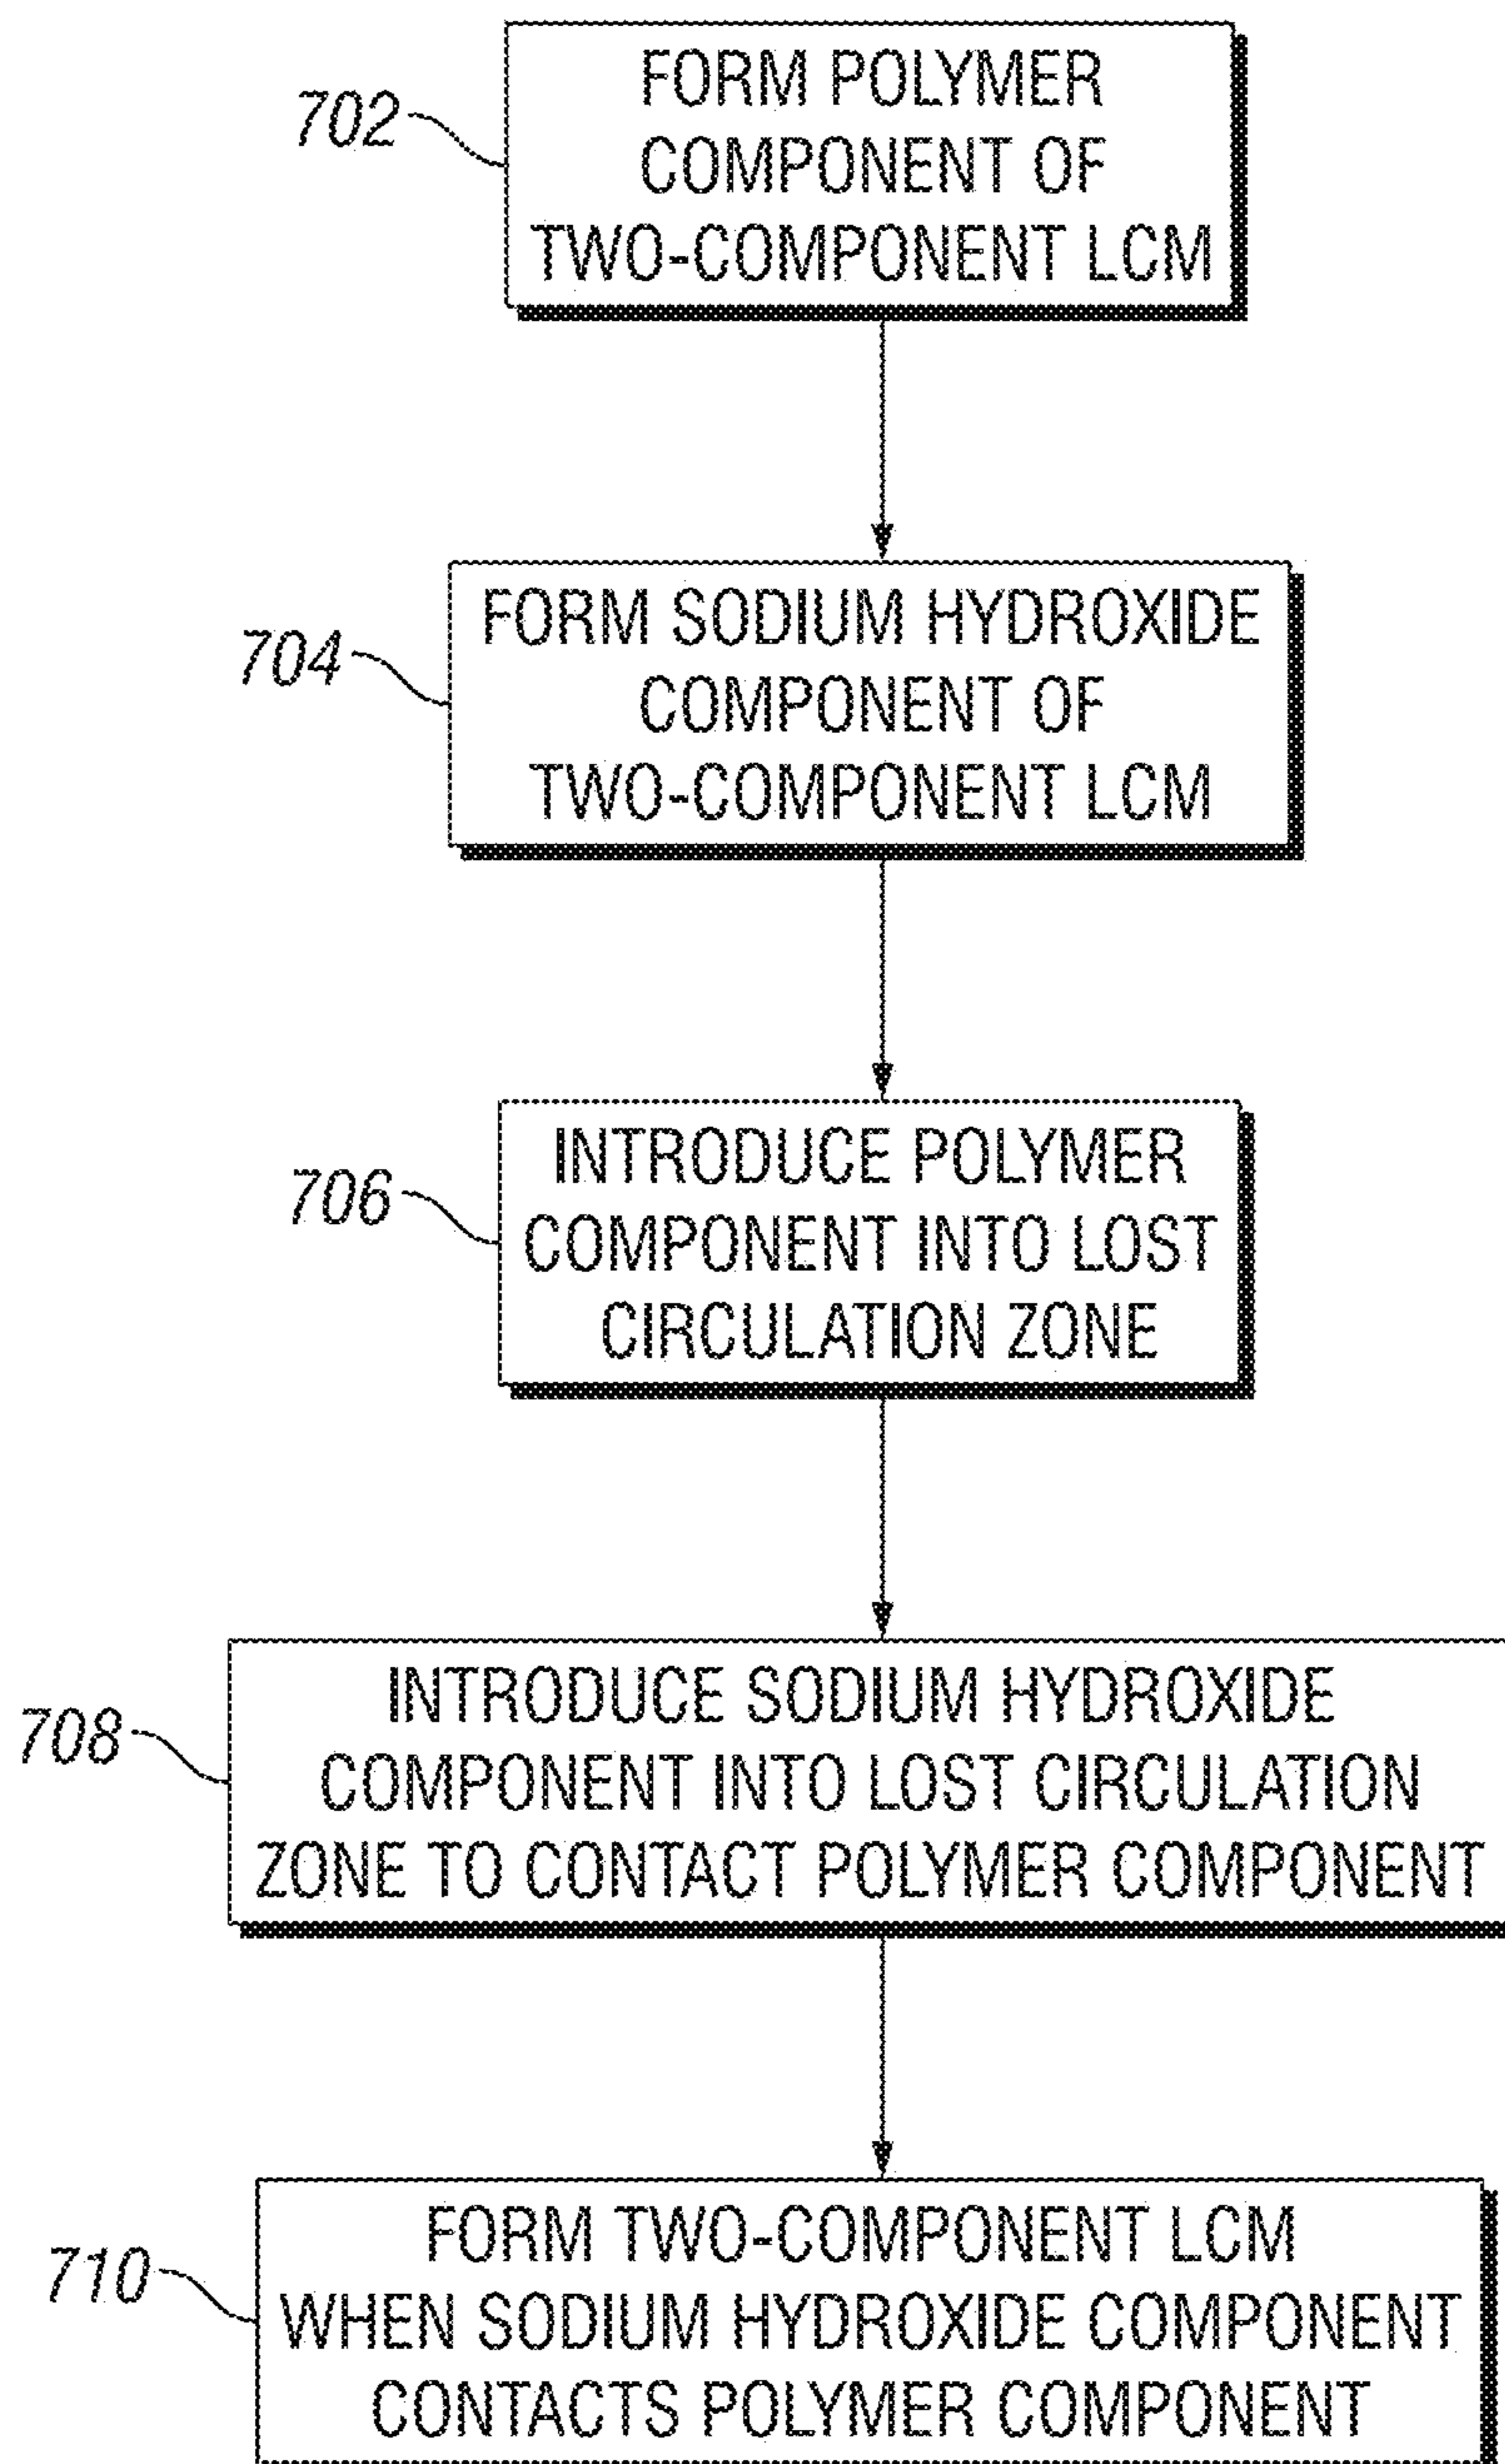 702
FORM POLYMER
COMPONENT OF
TWO-COMPONENT LCM
704
FORM SODIUM HYDROXIDE
COMPONENT OF
TWO-COMPONENT LCM
706
INTRODUCE POLYMER
COMPONENT INTO LOST
CIRCULATION ZONE
708
INTRODUCE SODIUM HYDROXIDE
COMPONENT INTO LOST CIRCULATION
ZONE TO CONTACT POLYMER COMPONENT
710
FORM TWO-COMPONENT LCM
WHEN SODIUM HYDROXIDE COMPONENT
CONTACTS POLYMER COMPONENT